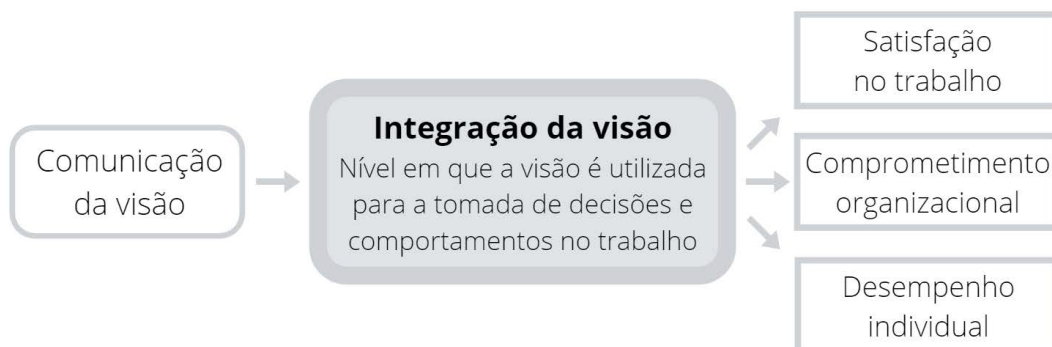 Comunicação
da visão
Integração da visão
Nível em que a visão é utilizada
para a tomada de decisões e
comportamentos no trabalho
Satisfação
no trabalho
Comprometimento
organizacional
Desempenho
individual